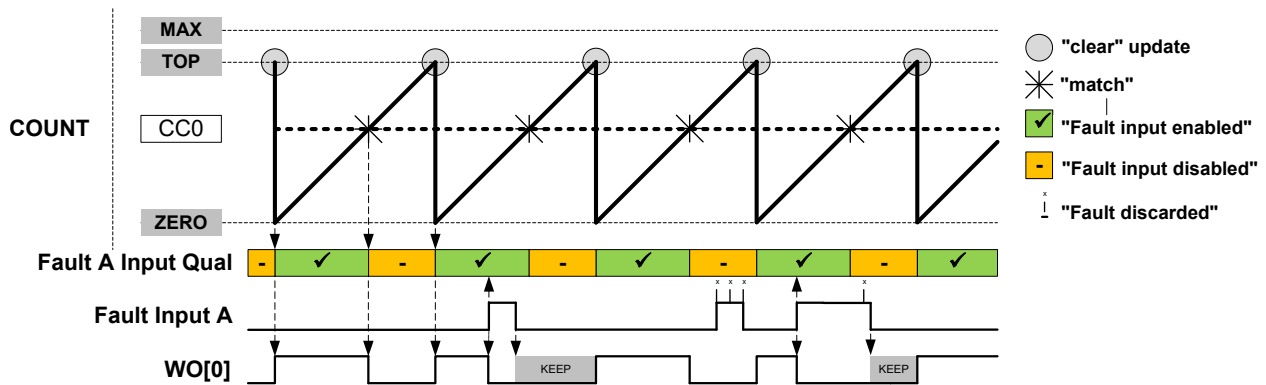 MAX
TOP
COUNT
CC0
ZERO
"clear" update
"match"
"Fault input enabled"
"Fault input disabled"
"Fault discarded"
x
-
✓
-
✓
-
✓
-
✓
-
✓
-
✓
-
Fault A Input Qual
x x x
x
Fault Input A
WO[0]
KEEP
KEEP